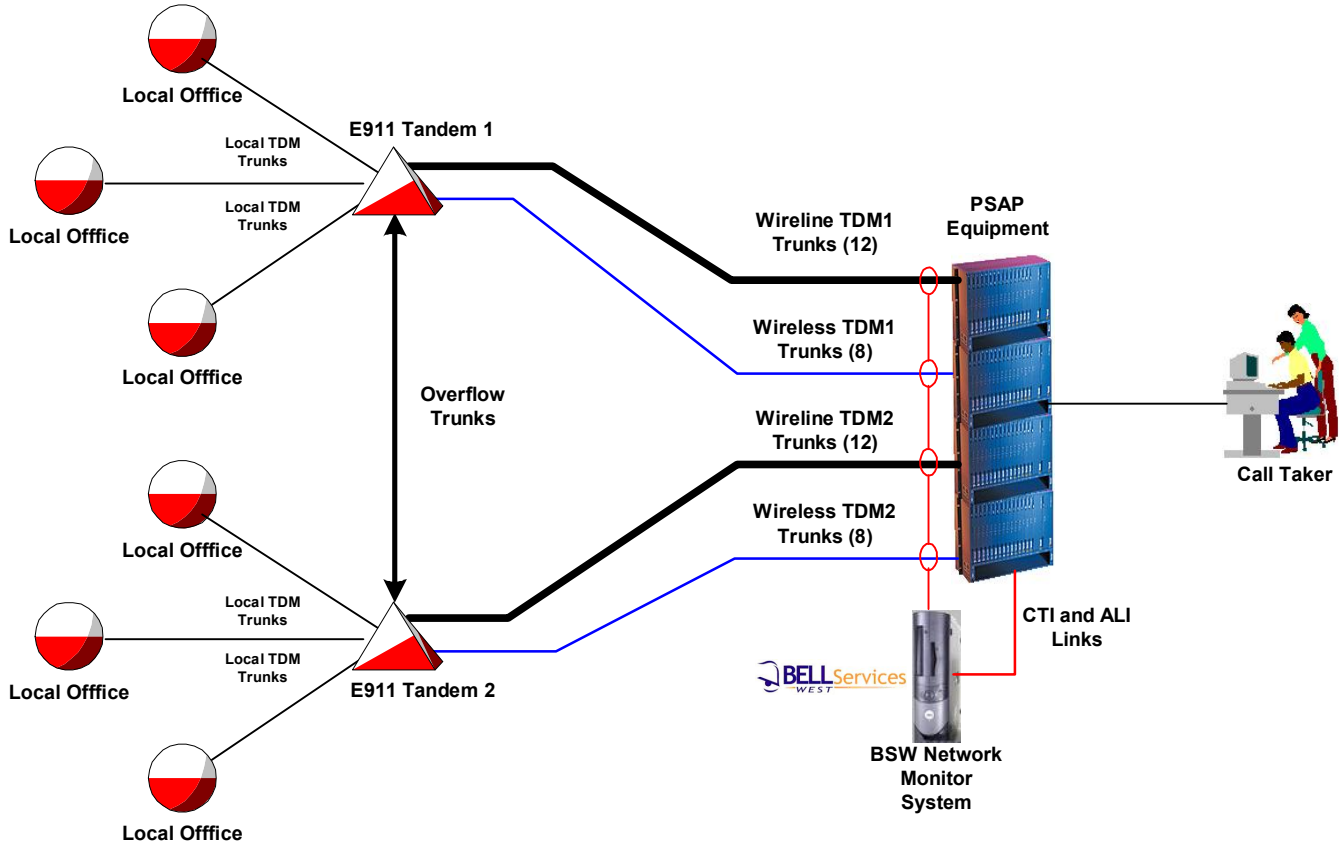 Local Offfice
E911 Tandem 1
Local TDM
Trunks
Local Offfice
Local TDM
Trunks
Local Offfice
Wireline TDM1
Trunks (12)
PSAP
Equipment
Wireless TDM1
Trunks (8)
Overflow
Trunks
Wireline TDM2
Trunks (12)
Call Taker
Wireless TDM2
Trunks (8)
Local Offfice
Local TDM
Trunks
Local Offfice
Local TDM
Trunks
E911 Tandem 2
Local Offfice
CTI and ALI
Links
BELL Services
WEST
BSW Network
Monitor
System